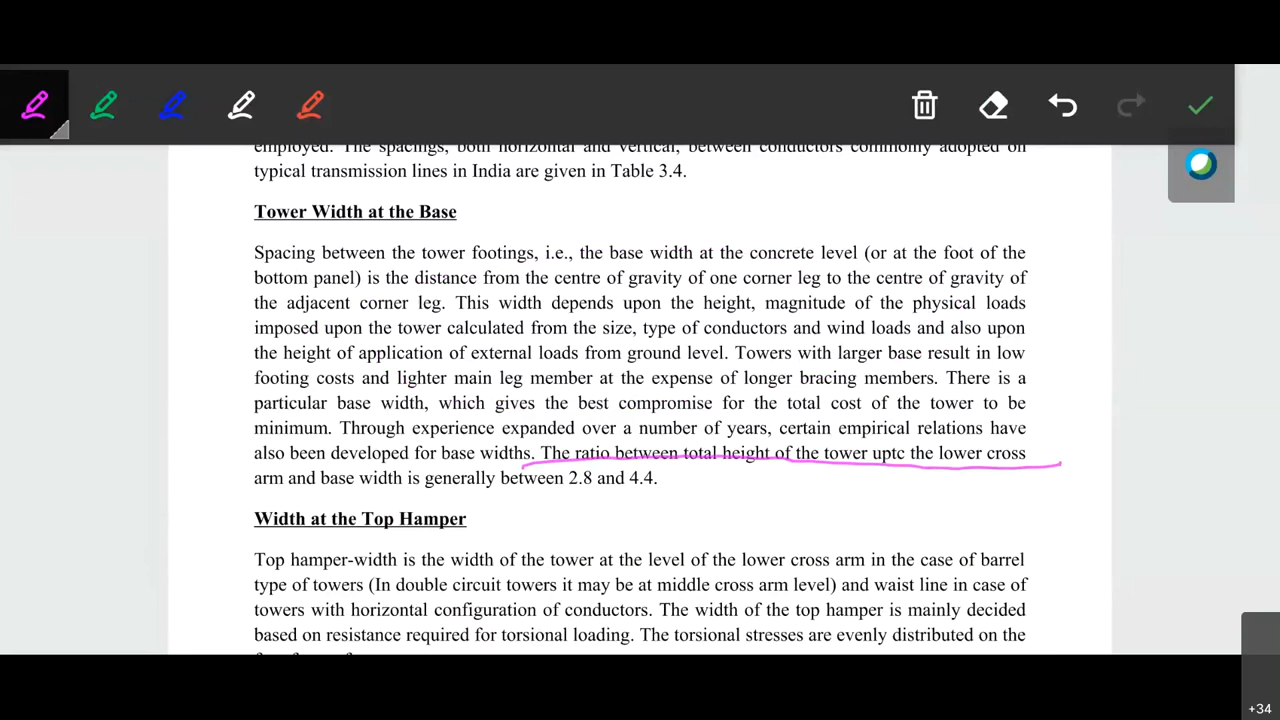 employed. The spacings, both horizontal and vertical, between conductors commonly adopted on
typical transmission lines in India are given in Table 3.4.
Tower Width at the Base
Spacing between the tower footings, i.e., the base width at the concrete level (or at the foot of the
bottom panel) is the distance from the centre of gravity of one corner leg to the centre of gravity of
the adjacent corner leg. This width depends upon the height, magnitude of the physical loads
imposed upon the tower calculated from the size, type of conductors and wind loads and also upon
the height of application of external loads from ground level. Towers with larger base result in low
footing costs and lighter main leg member at the expense of longer bracing members. There is a
particular base width, which gives the best compromise for the total cost of the tower to be
minimum. Through experience expanded over a number of years, certain empirical relations have
also been developed for base widths. The ratio between total height of the tower uptc the lower cross
arm and base width is generally between 2.8 and 4.4.
Width at the Top Hamper
Top hamper-width is the width of the tower at the level of the lower cross arm in the case of barrel
type of towers (In double circuit towers it may be at middle cross arm level) and waist line in case of
towers with horizontal configuration of conductors. The width of the top hamper is mainly decided
based on resistance required for torsional loading. The torsional stresses are evenly distributed on the
+34